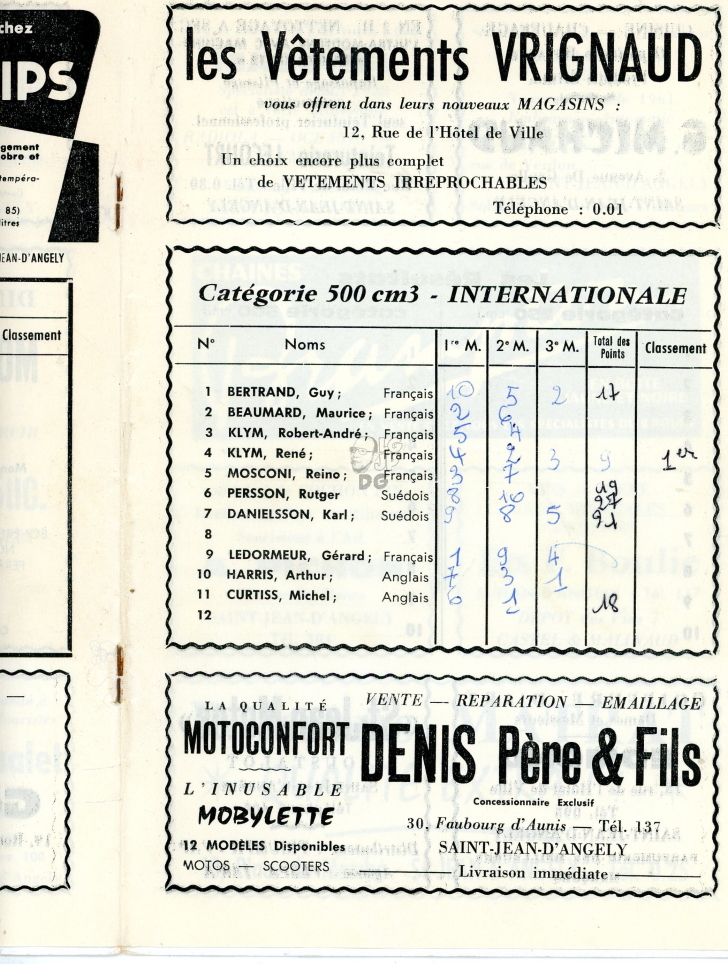 chez
IPS
gement
obre et
tempéra-
85)
litres
EAN-D'ANGELY
Classement
les Vêtements VRIGNAUD
vous offrent dans leurs nouveaux MAGASINS :
12, Rue de l'Hôtel de Ville
Un choix encore plus complet
de VETEMENTS IRREPROCHABLES
Téléphone : 0.01
Catégorie 500 cm3 - INTERNATIONALE
N° Noms 1re M. 2e M. 3e M. Total des Points Classement
1 BERTRAND, Guy ; Français 10 5 2 17
2 BEAUMARD, Maurice ; Français 2 6
3 KLYM, Robert-André ; Français 5 4
4 KLYM, René ; Français 4 2 3 9 1er
5 MOSCONI, Reino ; Français 3 7
6 PERSSON, Rutger Suédois 8 10
7 DANIELSSON, Karl ; Suédois 9 8 5
8
9 LEDORMEUR, Gérard ; Français 1 9 4
10 HARRIS, Arthur ; Anglais 7 3 1
11 CURTISS, Michel ; Anglais 6 1 18
12
DG
LA QUALITÉ
MOTOCONFORT
L'INUSABLE
MOBYLETTE
12 MODÈLES Disponibles
MOTOS — SCOOTERS
VENTE — REPARATION — EMAILLAGE
DENIS Père & Fils
Concessionnaire Exclusif
30, Faubourg d'Aunis — Tél. 137
SAINT-JEAN-D'ANGELY
Livraison immédiate